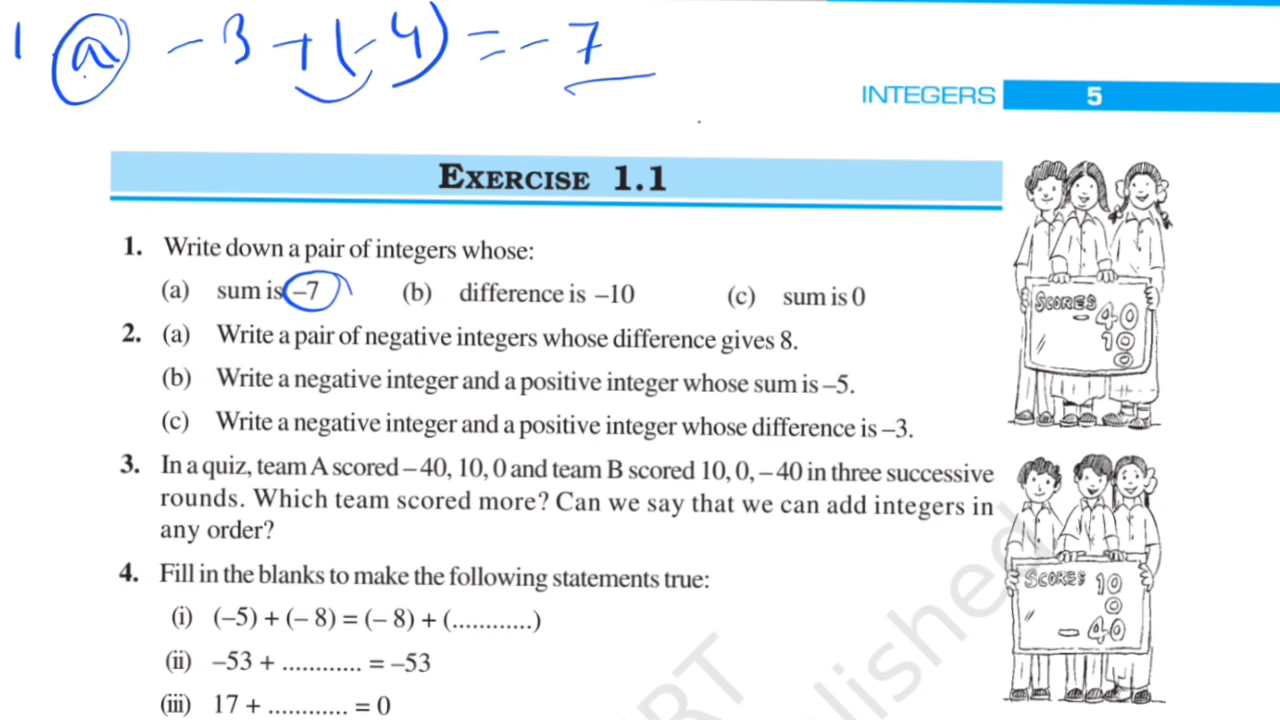 1 (a) -3 + (-4) = -7
INTEGERS 5
EXERCISE 1.1
1. Write down a pair of integers whose:
(a) sum is –7 (b) difference is –10 (c) sum is 0
2. (a) Write a pair of negative integers whose difference gives 8.
(b) Write a negative integer and a positive integer whose sum is –5.
(c) Write a negative integer and a positive integer whose difference is –3.
3. In a quiz, team A scored – 40, 10, 0 and team B scored 10, 0, – 40 in three successive
rounds. Which team scored more? Can we say that we can add integers in
any order?
4. Fill in the blanks to make the following statements true:
(i) (–5) + (– 8) = (– 8) + (............)
(ii) –53 + ............ = –53
(iii) 17 + ............ = 0
SCORES
- 40
10
0
SCORES 10
0
- 40